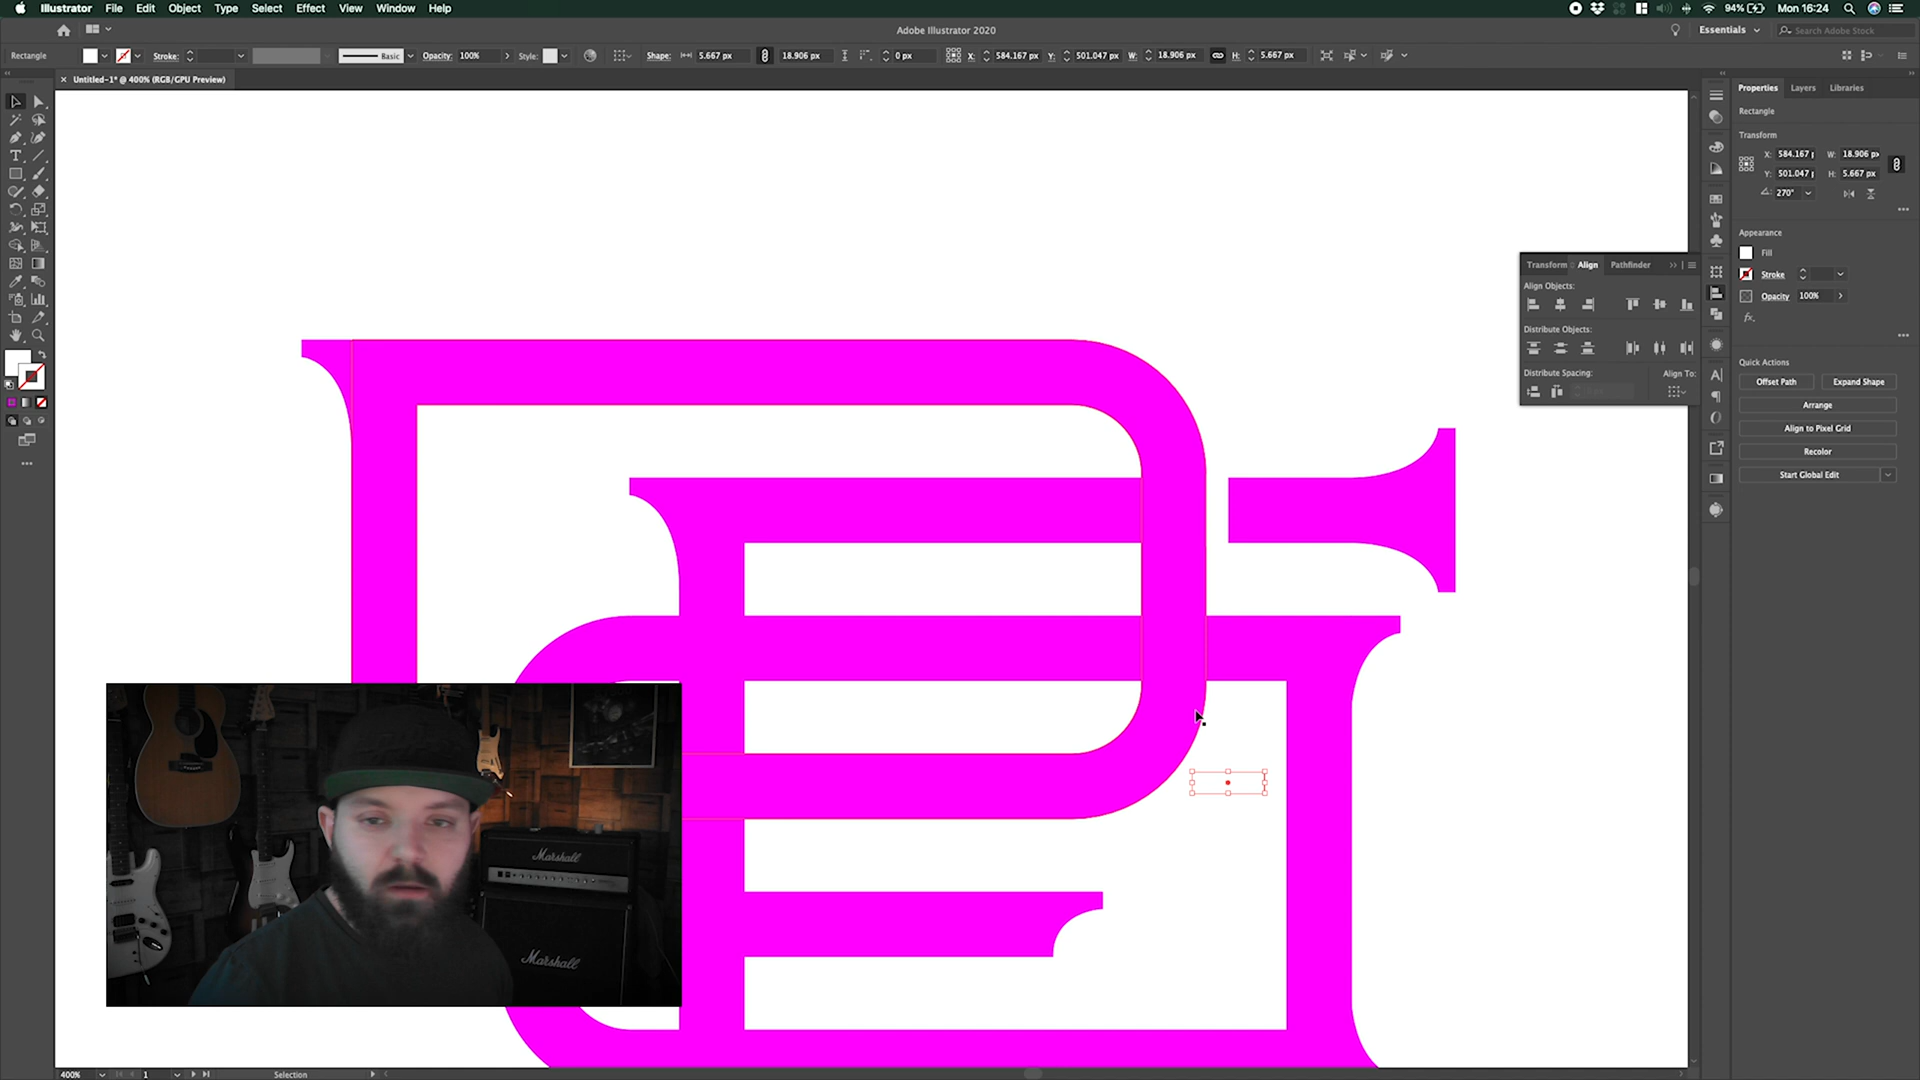 Illustrator File Edit Object Type Select Effect View Window Help
94% Mon 16:24
Adobe Illustrator 2020
Essentials Search Adobe Stock
Rectangle Stroke: Basic Opacity: 100% Style: Shape: 5.667 px 18.906 px 0 px X: 584.167 px Y: 501.047 px W: 18.906 px H: 5.667 px
× Untitled-1* @ 400% (RGB/GPU Preview)
Properties Layers Libraries
Rectangle
Transform
X: 584.167 W: 18.906 px
Y: 501.047 H: 5.667 px
270°
Appearance
Fill
Stroke
Opacity 100%
fx.
Quick Actions
Offset Path Expand Shape
Arrange
Align to Pixel Grid
Recolor
Start Global Edit
Transform Align Pathfinder
Align Objects:
Distribute Objects:
Distribute Spacing: Align To:
Marshall
Marshall
400% 1 Selection